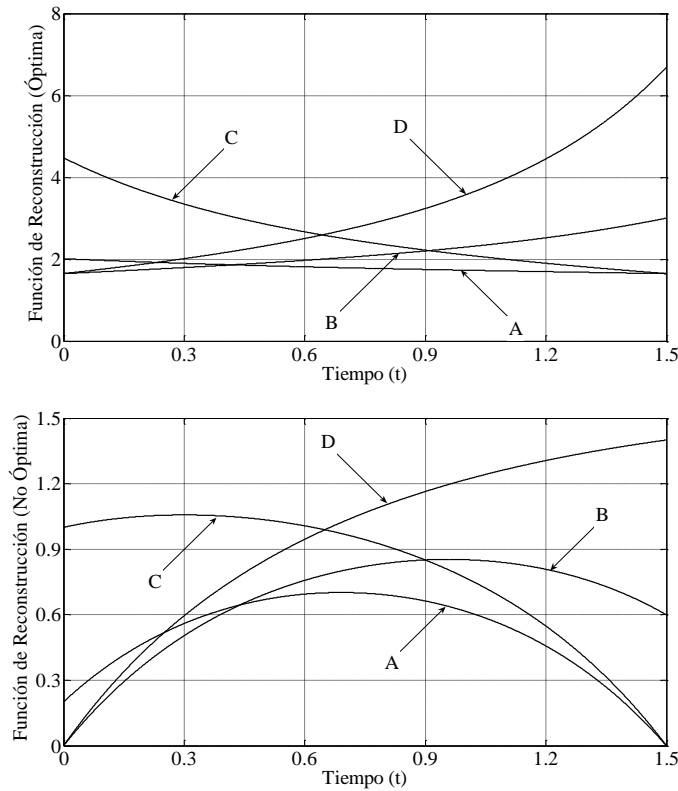 Función de Reconstrucción (Óptima)
8
6
4
2
0
C
D
B
A
0
0.3
0.6
0.9
1.2
1.5
Tiempo (t)
Función de Reconstrucción (No Óptima)
1.5
1.2
0.9
0.6
0.3
0
D
B
C
A
0
0.3
0.6
0.9
1.2
1.5
Tiempo (t)